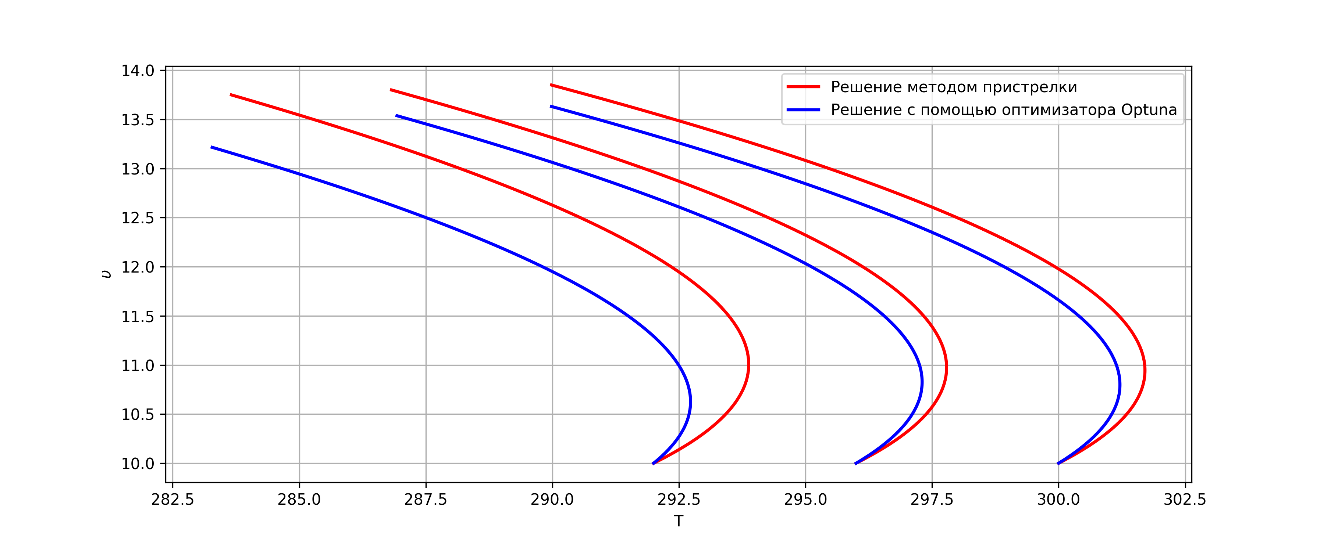 Решение методом пристрелки
Решение с помощью оптимизатора Optuna
14.0
13.5
13.0
12.5
12.0
11.5
11.0
10.5
10.0
υ
282.5 285.0 287.5 290.0 292.5 295.0 297.5 300.0 302.5
T